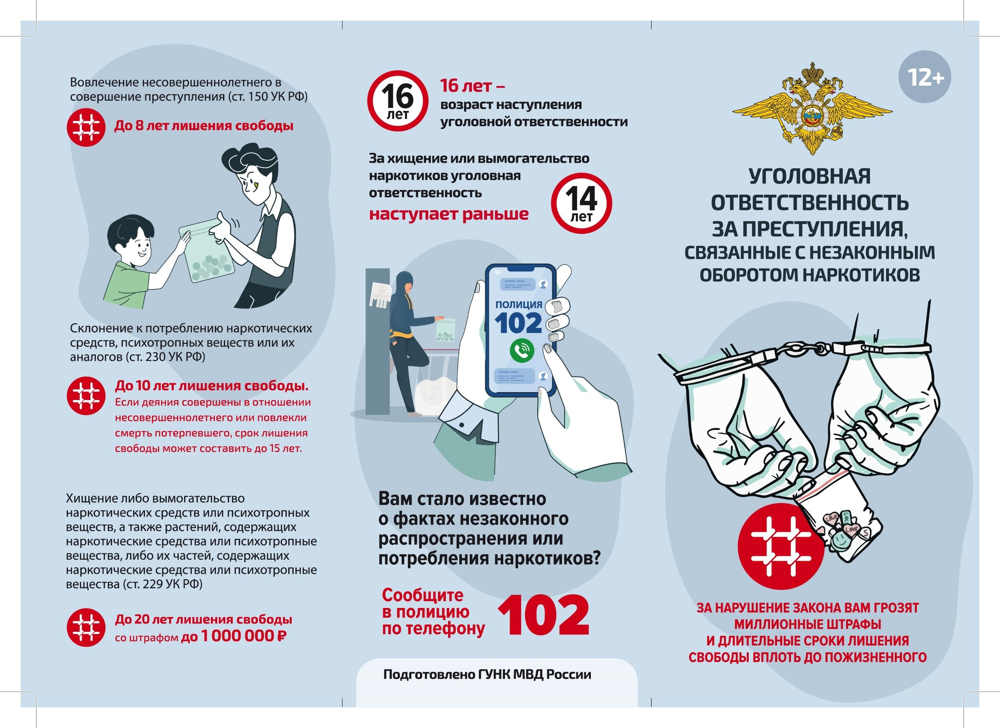 Вовлечение несовершеннолетнего в
совершение преступления (ст. 150 УК РФ)
До 8 лет лишения свободы
Склонение к потреблению наркотических
средств, психотропных веществ или их
аналогов (ст. 230 УК РФ)
До 10 лет лишения свободы.
Если деяния совершены в отношении
несовершеннолетнего или повлекли
смерть потерпевшего, срок лишения
свободы может составить до 15 лет.
Хищение либо вымогательство
наркотических средств или психотропных
веществ, а также растений, содержащих
наркотические средства или психотропные
вещества, либо их частей, содержащих
наркотические средства или психотропные
вещества (ст. 229 УК РФ)
До 20 лет лишения свободы
со штрафом до 1 000 000 ₽
16
лет
16 лет –
возраст наступления
уголовной ответственности
За хищение или вымогательство
наркотиков уголовная
ответственность
наступает раньше
14
лет
ПОЛИЦИЯ
102
Вам стало известно
о фактах незаконного
распространения или
потребления наркотиков?
Сообщите
в полицию
по телефону
102
Подготовлено ГУНК МВД России
12+
УГОЛОВНАЯ
ОТВЕТСТВЕННОСТЬ
ЗА ПРЕСТУПЛЕНИЯ,
СВЯЗАННЫЕ С НЕЗАКОННЫМ
ОБОРОТОМ НАРКОТИКОВ
LOVE
S
ЗА НАРУШЕНИЕ ЗАКОНА ВАМ ГРОЗЯТ
МИЛЛИОННЫЕ ШТРАФЫ
И ДЛИТЕЛЬНЫЕ СРОКИ ЛИШЕНИЯ
СВОБОДЫ ВПЛОТЬ ДО ПОЖИЗНЕННОГО